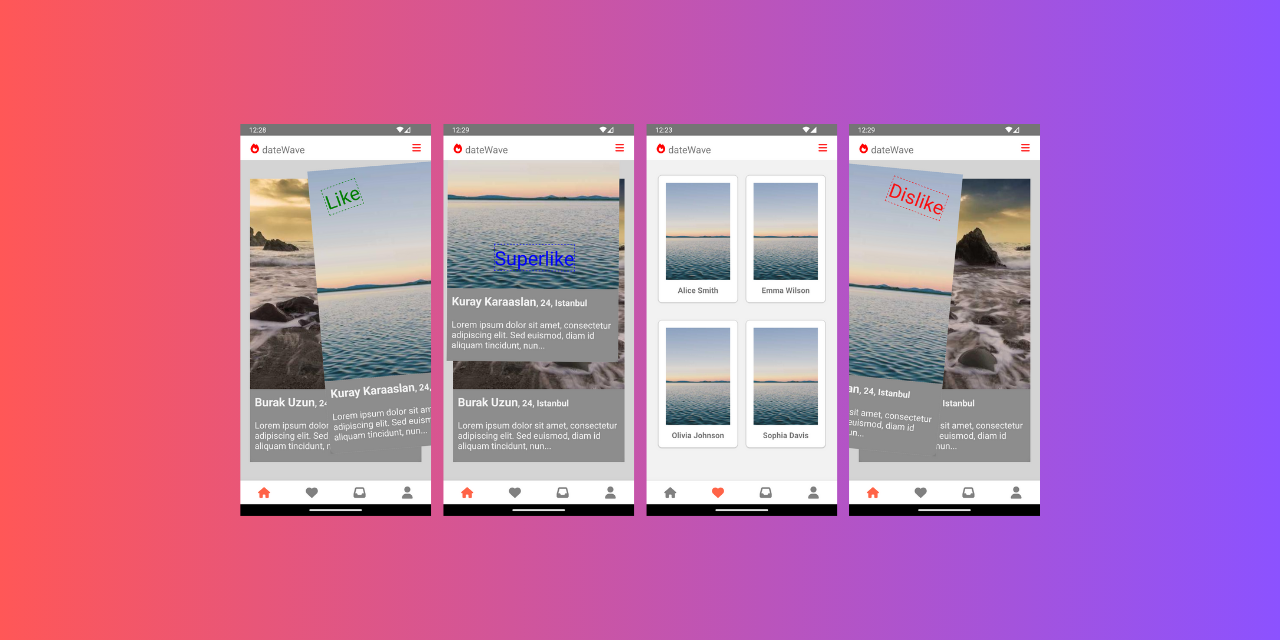 12:28
dateWave
Like
Burak Uzun, 24
Lorem ipsum dolor
adipiscing elit. Sed
aliquam tincidunt, n
Kuray Karaaslan, 24,
Lorem ipsum dolor sit am
adipiscing elit. Sed euism
aliquam tincidunt, nun...
12:29
dateWave
Superlike
Kuray Karaaslan, 24, Istanbul
Lorem ipsum dolor sit amet, consectetur
adipiscing elit. Sed euismod, diam id
aliquam tincidunt, nun...
Burak Uzun, 24, Istanbul
Lorem ipsum dolor sit amet, consectetur
adipiscing elit. Sed euismod, diam id
aliquam tincidunt, nun...
12:23
dateWave
Alice Smith
Emma Wilson
Olivia Johnson
Sophia Davis
12:29
dateWave
Dislike
an, 24, Istanbul
sit amet, consectetur
euismod, diam id
un...
Istanbul
sit amet, consectetur
euismod, diam id
nun...